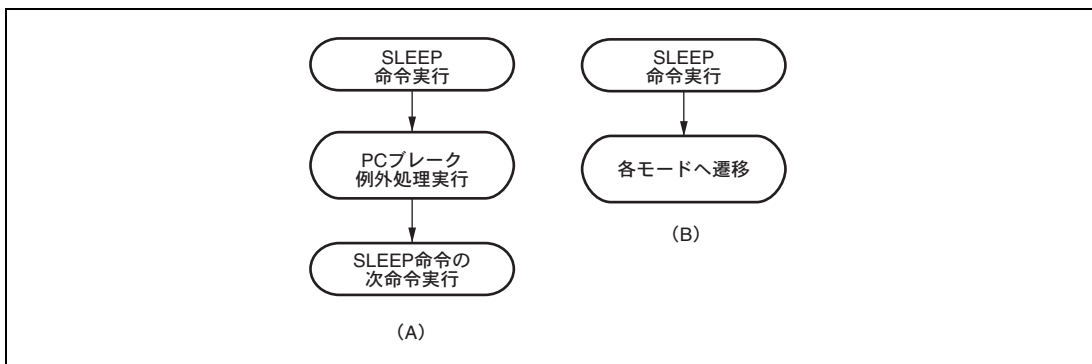 SLEEP
命令実行
PCブレーク
例外処理実行
SLEEP命令の
次命令実行
(A)
SLEEP
命令実行
各モードへ遷移
(B)